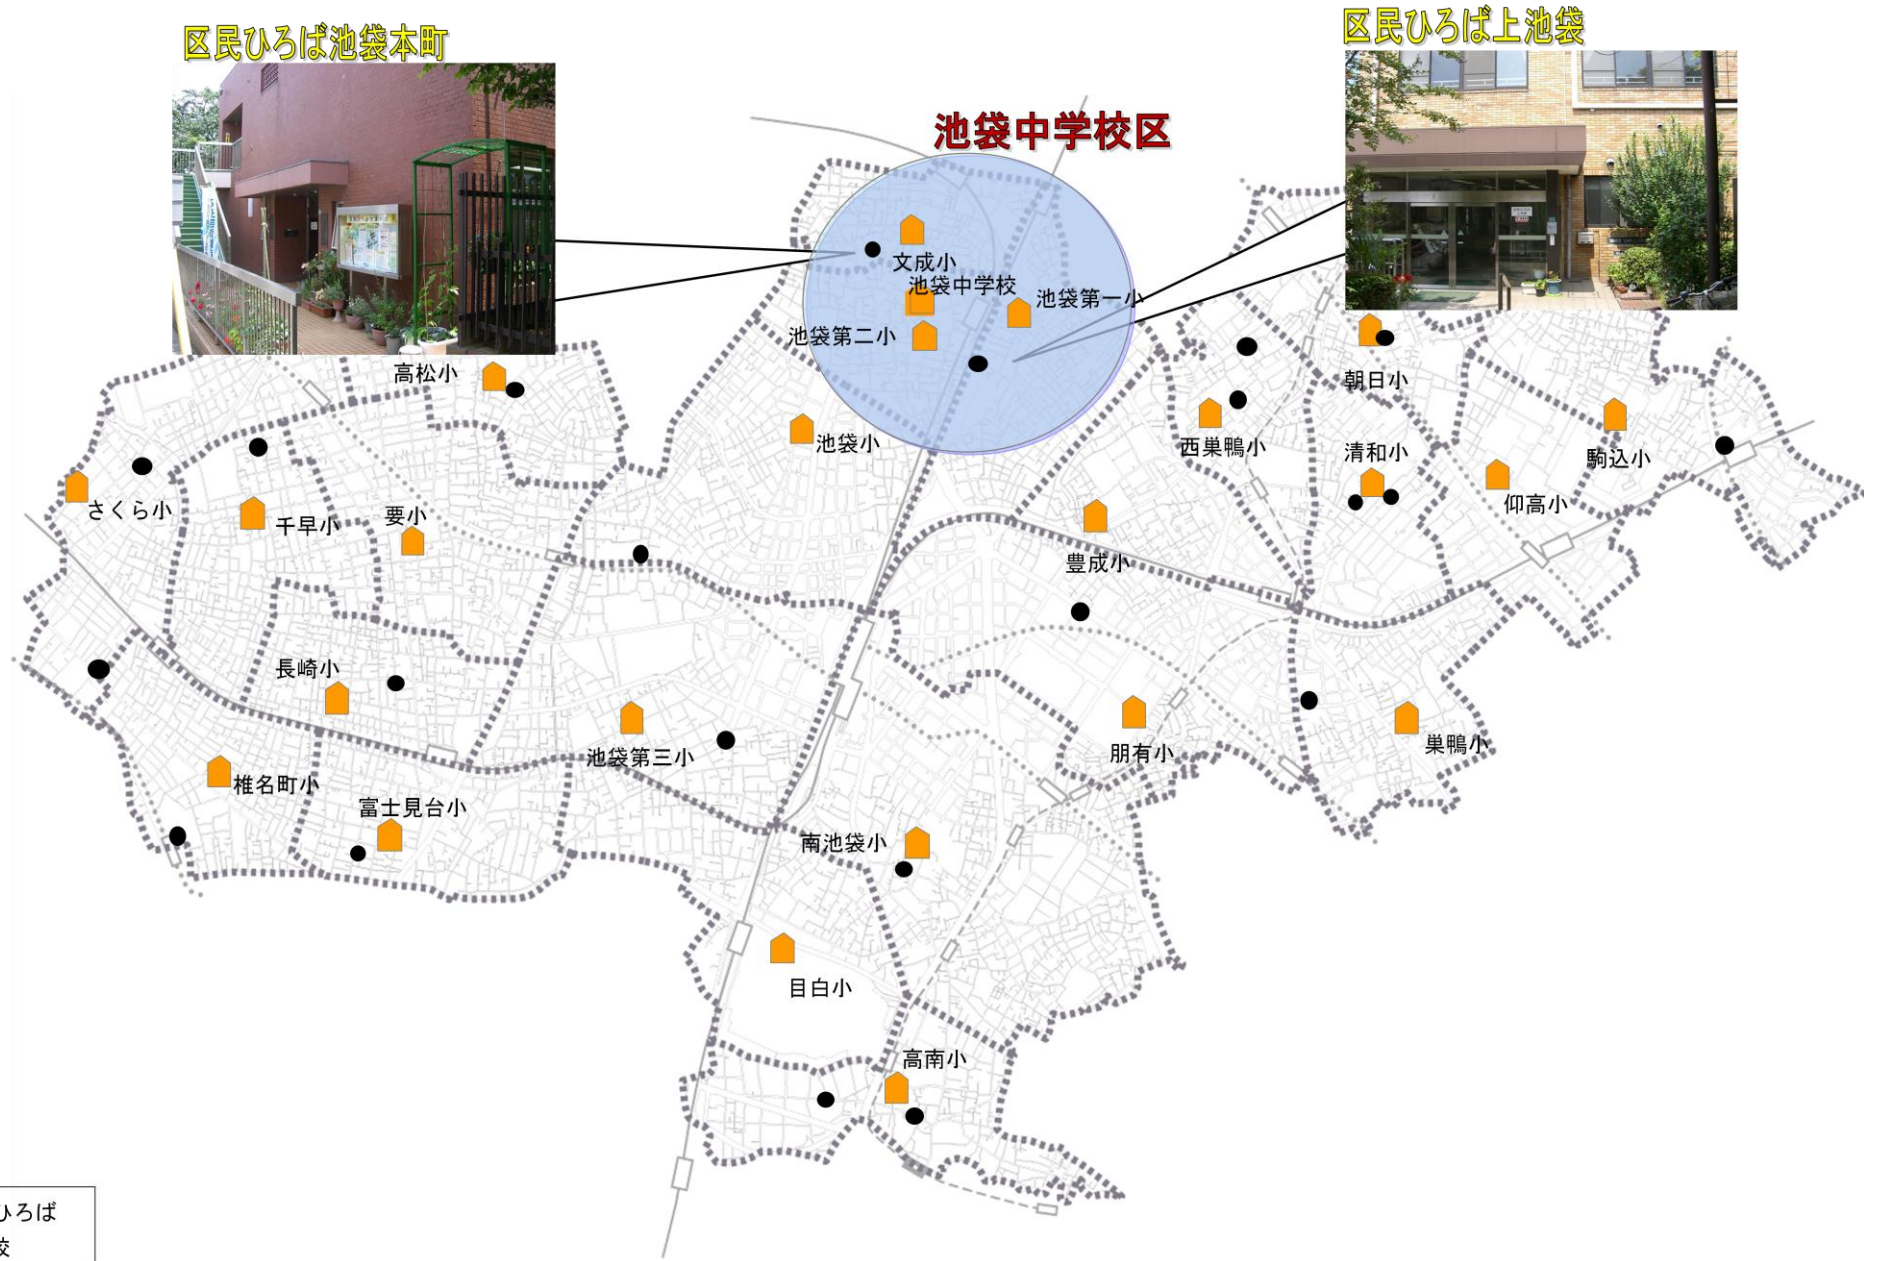 区民ひろば池袋本町
区民ひろば上池袋
池袋中学校区
文成小
池袋中学校
池袋第一小
池袋第二小
高松小
朝日小
池袋小
西巣鴨小
清和小
駒込小
さくら小
千早小
要小
仰高小
豊成小
長崎小
池袋第三小
朋有小
巣鴨小
椎名町小
富士見台小
南池袋小
目白小
高南小
ひろば
校